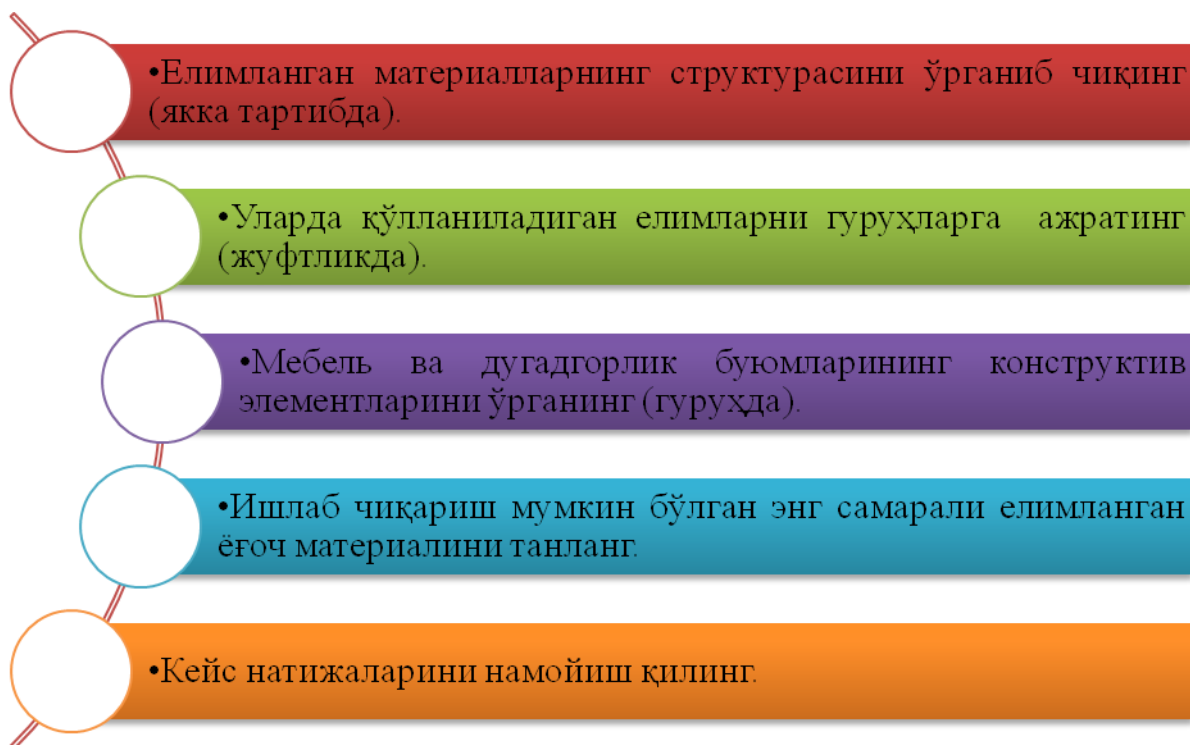 •Елимланган материалларнинг структурасини ўрганиб чиқинг
(якка тартибда).
•Уларда қўлланиладиган елимларни гуруҳларга ажратинг
(жуфтликда).
•Мебель ва дугадгорлик буюмларининг конструктив
элементларини ўрганинг (гуруҳда).
•Ишлаб чиқариш мумкин бўлган энг самарали елимланган
ёғоч материалини танланг.
•Кейс натижаларини намойиш қилинг.